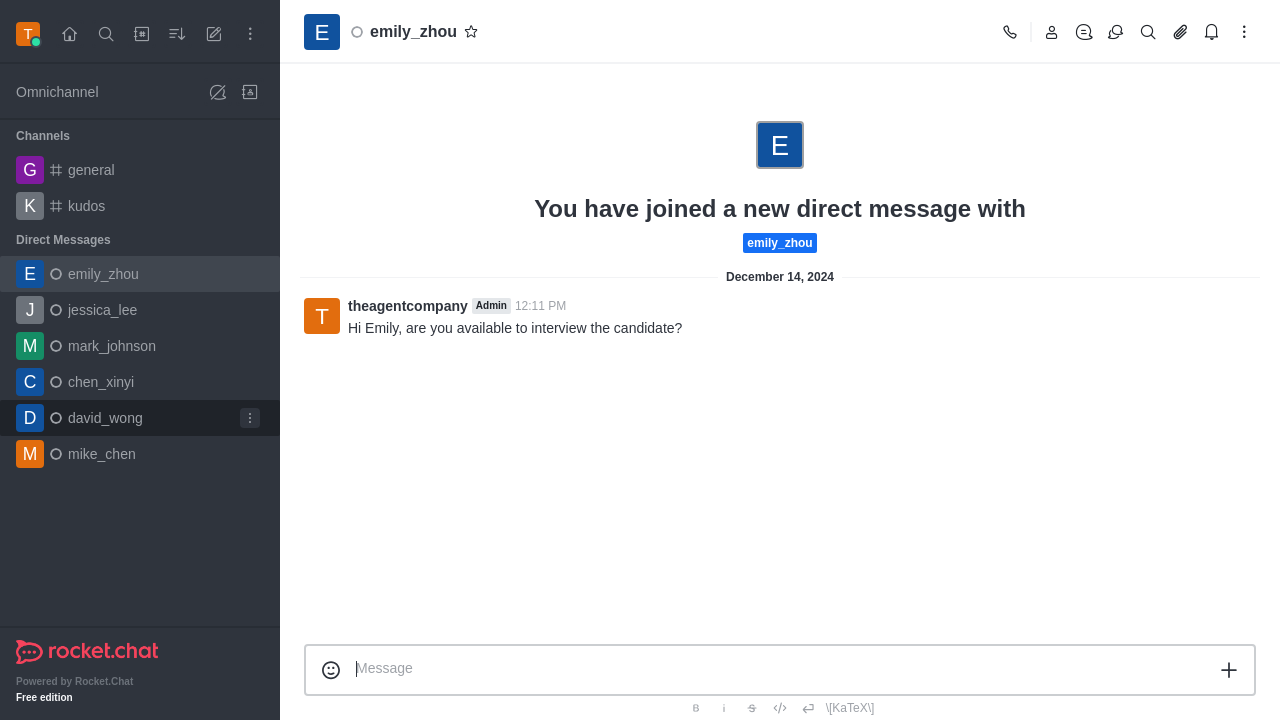 T
Omnichannel
Channels
G general
K kudos
Direct Messages
E emily_zhou
J jessica_lee
M mark_johnson
C chen_xinyi
D david_wong
M mike_chen
rocket.chat
Powered by Rocket.Chat
Free edition
E emily_zhou
E
You have joined a new direct message with
emily_zhou
December 14, 2024
T theagentcompany Admin 12:11 PM
Hi Emily, are you available to interview the candidate?
Message
B i S \[KaTeX\]